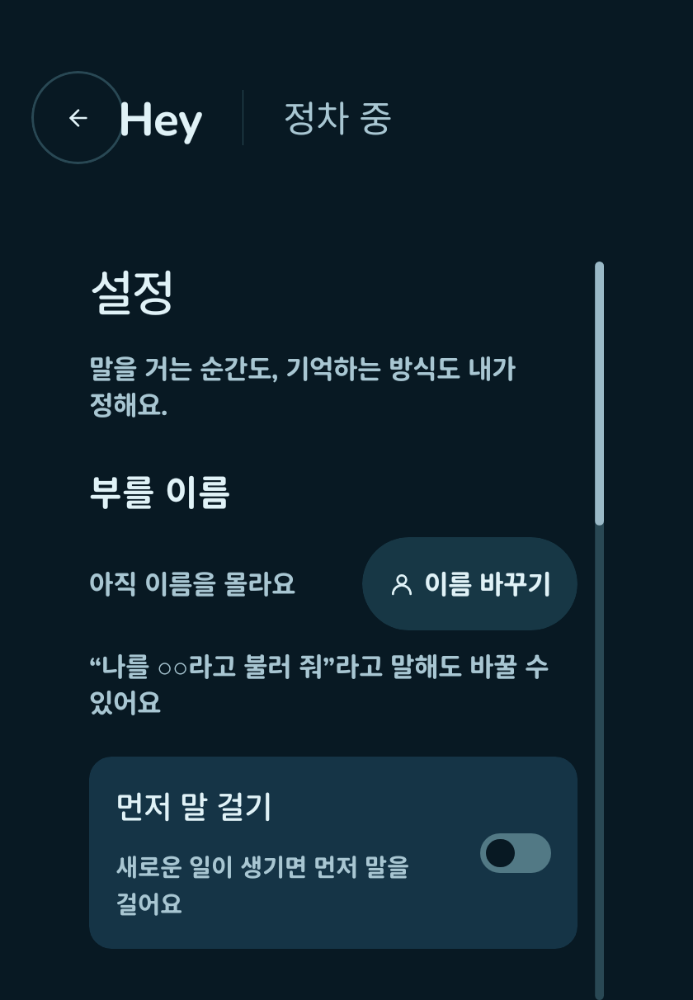 Hey
정차 중
설정
말을 거는 순간도, 기억하는 방식도 내가
정해요.
부를 이름
아직 이름을 몰라요
이름 바꾸기
“나를 ○○라고 불러 줘”라고 말해도 바꿀 수
있어요
먼저 말 걸기
새로운 일이 생기면 먼저 말을
걸어요